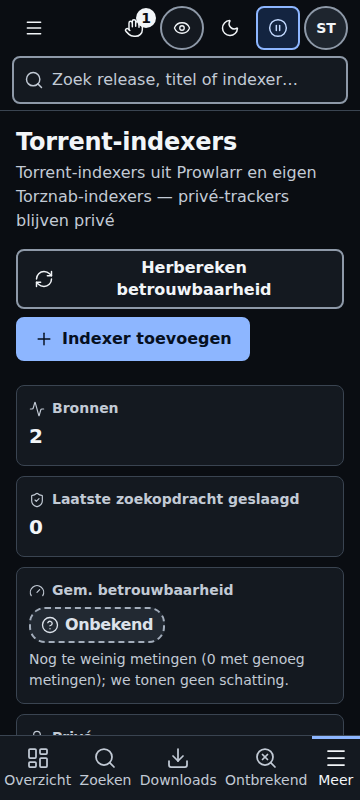 1
ST
Zoek release, titel of indexer…
Torrent-indexers
Torrent-indexers uit Prowlarr en eigen
Torznab-indexers — privé-trackers
blijven privé
Herbereken
betrouwbaarheid
Indexer toevoegen
Bronnen
2
Laatste zoekopdracht geslaagd
0
Gem. betrouwbaarheid
Onbekend
Nog te weinig metingen (0 met genoeg
metingen); we tonen geen schatting.
Privé
Overzicht
Zoeken
Downloads
Ontbrekend
Meer